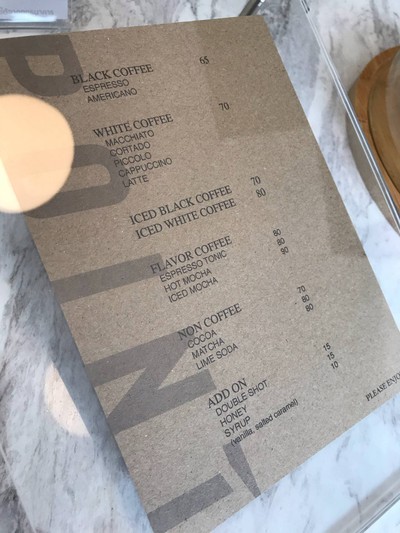 BLACK COFFEE 65
ESPRESSO
AMERICANO
WHITE COFFEE 70
MACCHIATO
CORTADO
PICCOLO
CAPPUCCINO
LATTE
ICED BLACK COFFEE 70
ICED WHITE COFFEE 80
FLAVOR COFFEE
ESPRESSO TONIC 80
HOT MOCHA 80
ICED MOCHA 80
NON COFFEE
COCOA 70
MATCHA 80
LIME SODA 80
ADD ON
DOUBLE SHOT 15
HONEY 15
SYRUP 10
(vanilla, salted caramel)
PLEASE ENJOY